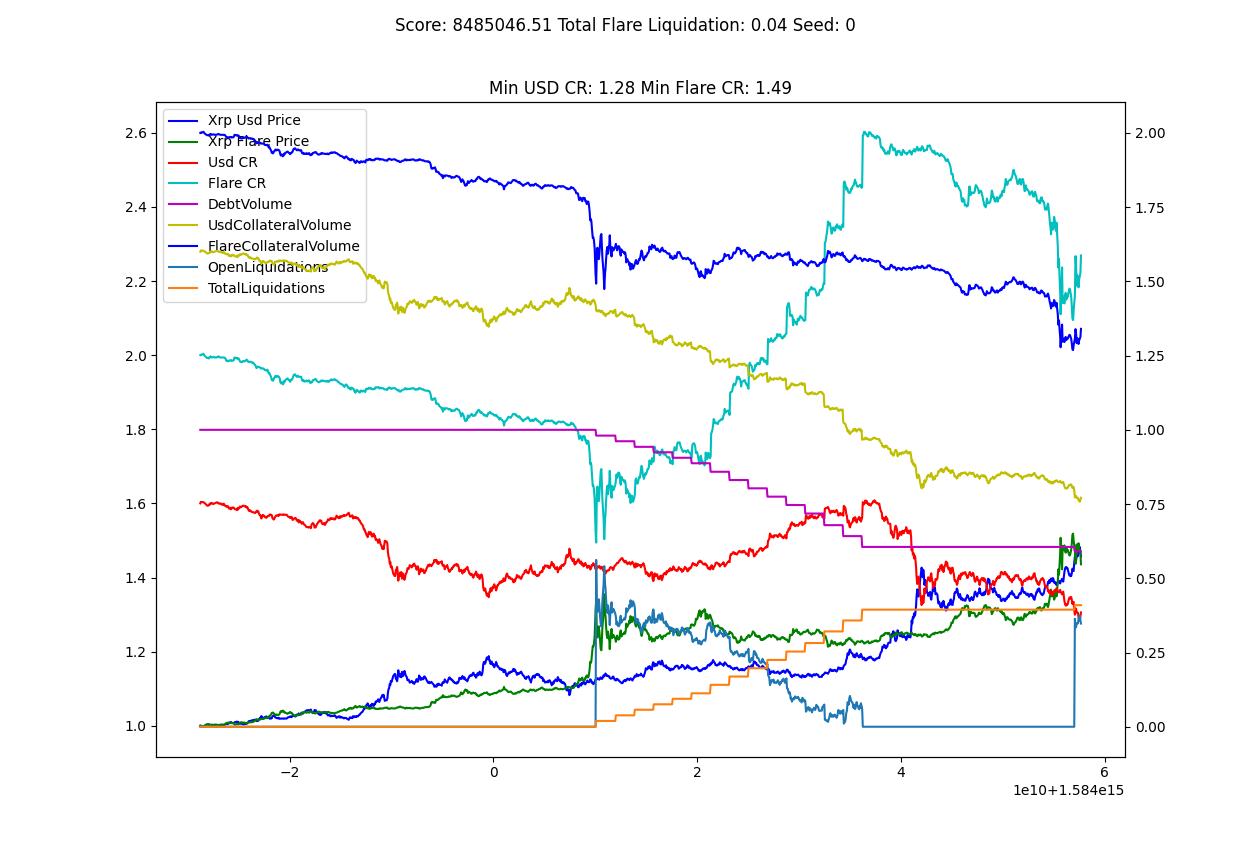 Score: 8485046.51 Total Flare Liquidation: 0.04 Seed: 0
Min USD CR: 1.28 Min Flare CR: 1.49
Xrp Usd Price
Xrp Flare Price
Usd CR
Flare CR
DebtVolume
UsdCollateralVolume
FlareCollateralVolume
OpenLiquidations
TotalLiquidations
2.6
2.4
2.2
2.0
1.8
1.6
1.4
1.2
1.0
2.00
1.75
1.50
1.25
1.00
0.75
0.50
0.25
0.00
−2 0 2 4 6
1e10+1.584e15